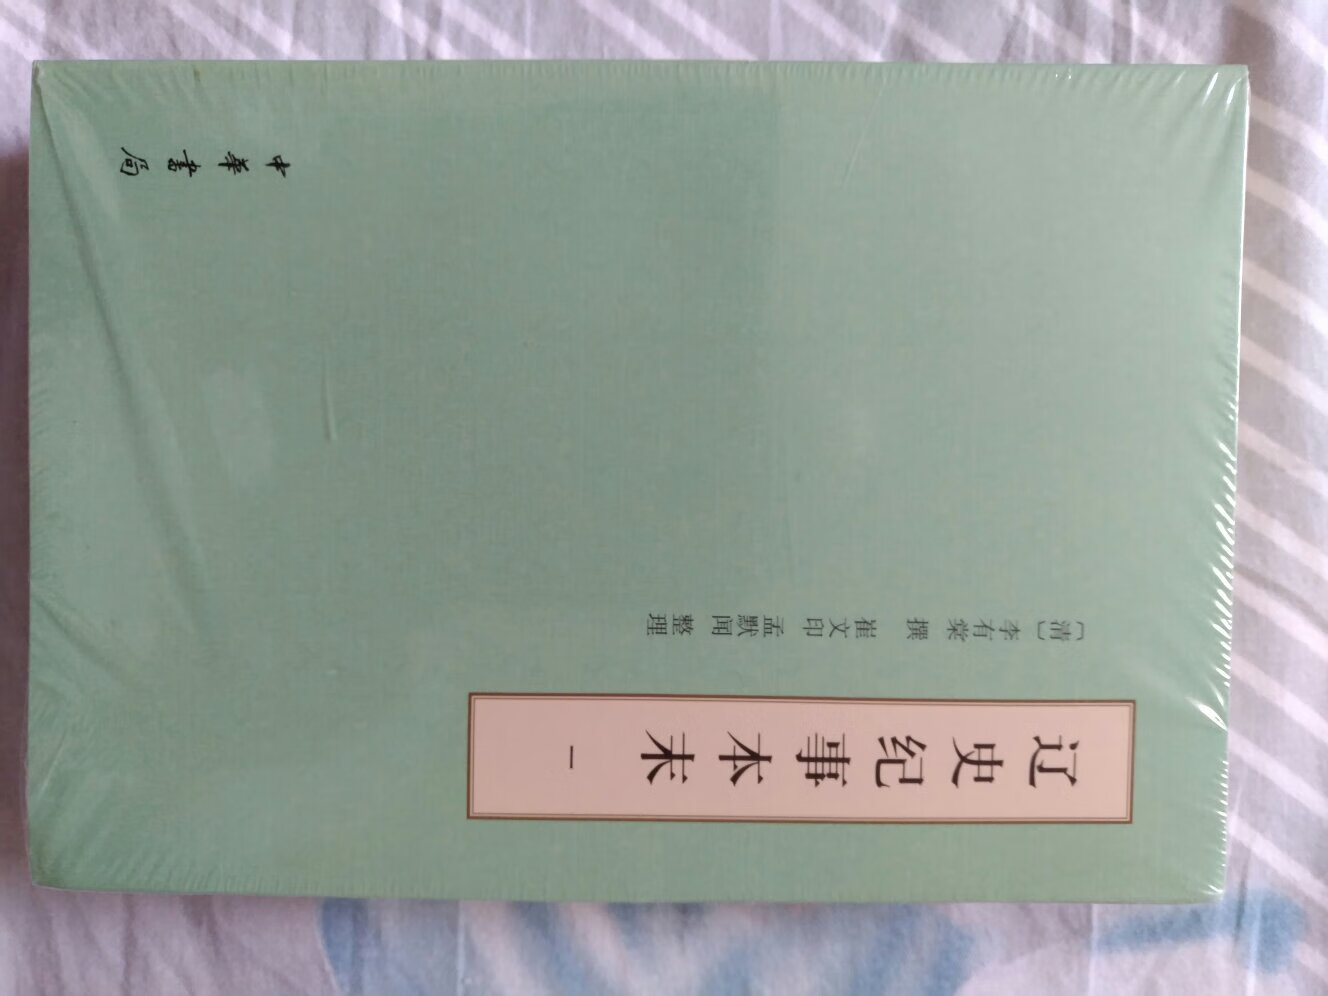 辽史纪事本末 一
〔清〕李有棠 撰 崔文印 孟默闻 整理
中华书局